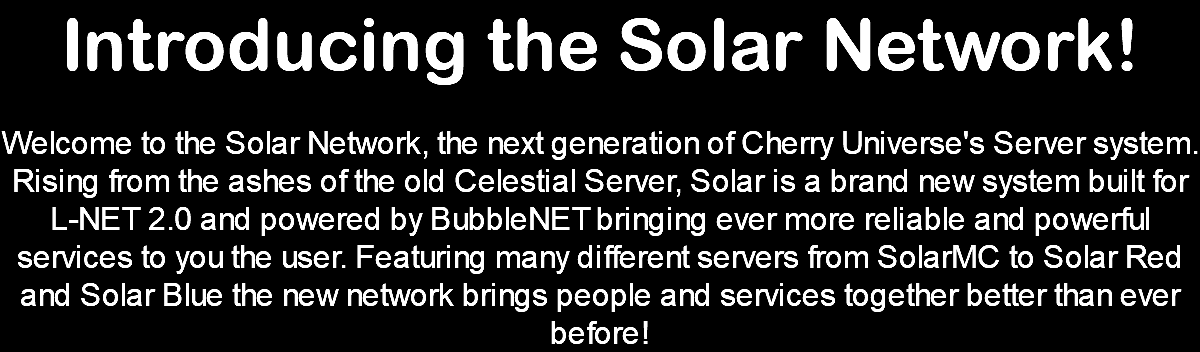 Introducing the Solar Network!
Welcome to the Solar Network, the next generation of Cherry Universe's Server system.
Rising from the ashes of the old Celestial Server, Solar is a brand new system built for
L-NET 2.0 and powered by BubbleNET bringing ever more reliable and powerful
services to you the user. Featuring many different servers from SolarMC to Solar Red
and Solar Blue the new network brings people and services together better than ever
before!